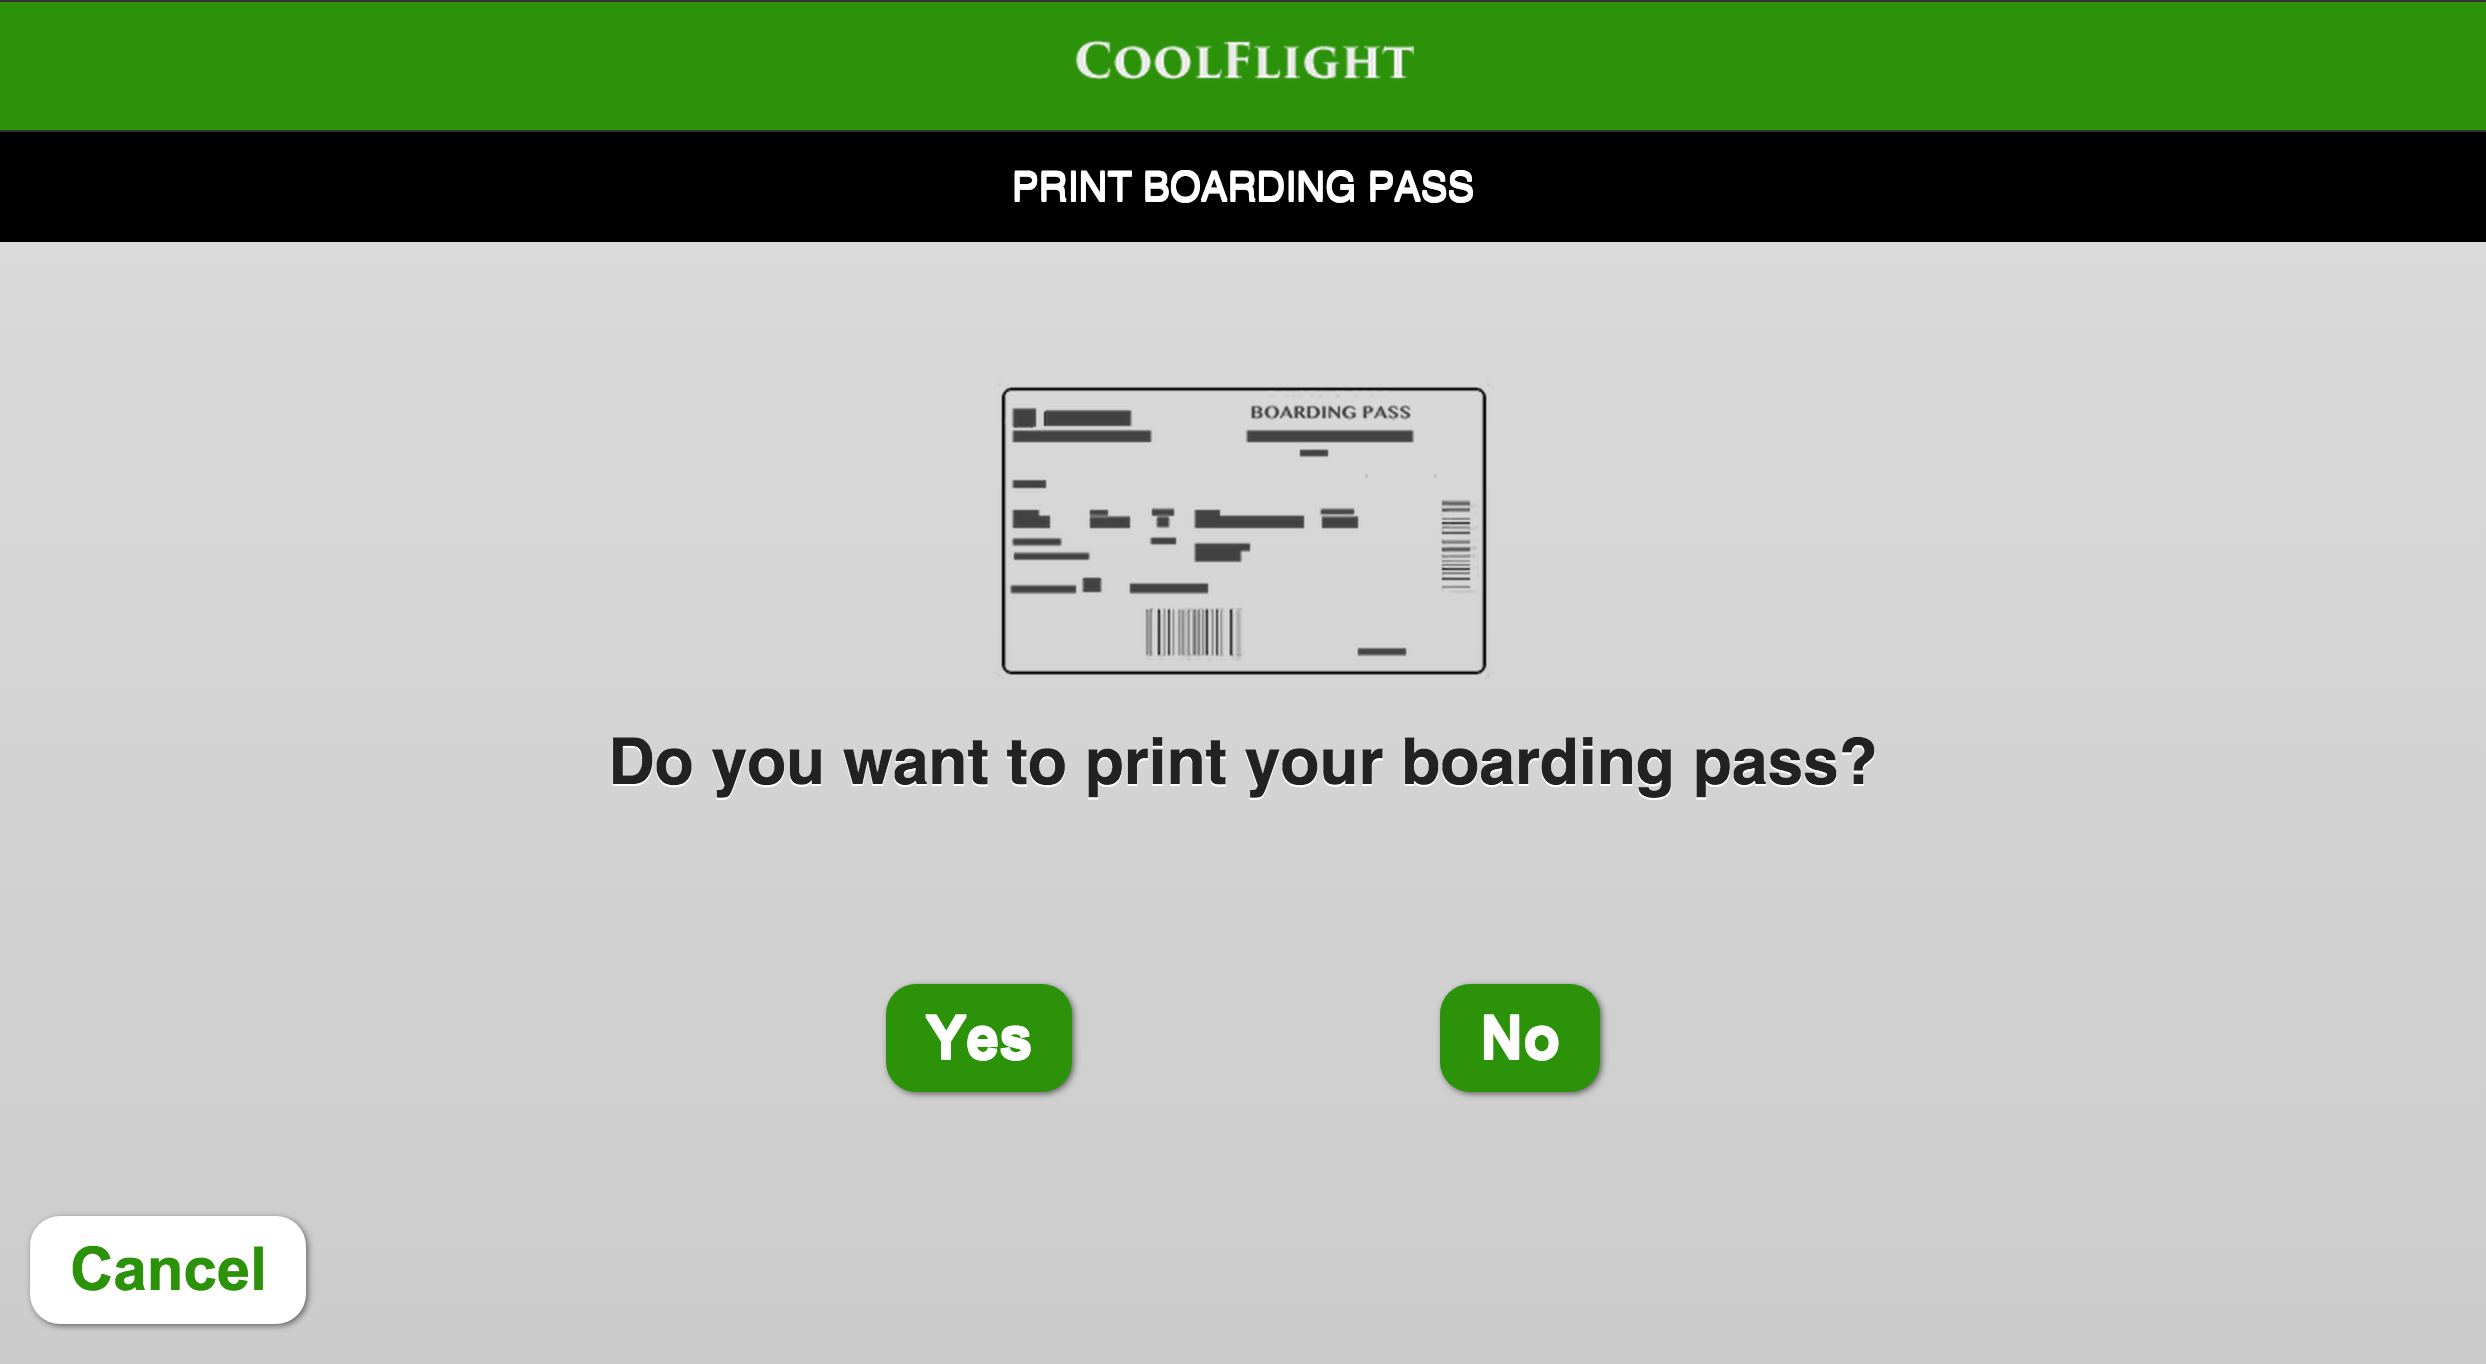 COOLFLIGHT
PRINT BOARDING PASS
BOARDING PASS
Do you want to print your boarding pass?
Yes
No
Cancel